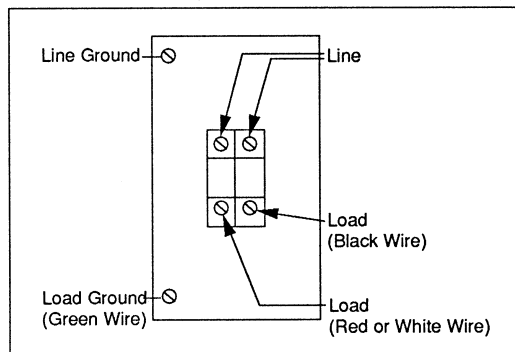 Line Ground
Line
Load
(Black Wire)
Load Ground
(Green Wire)
Load
(Red or White Wire)